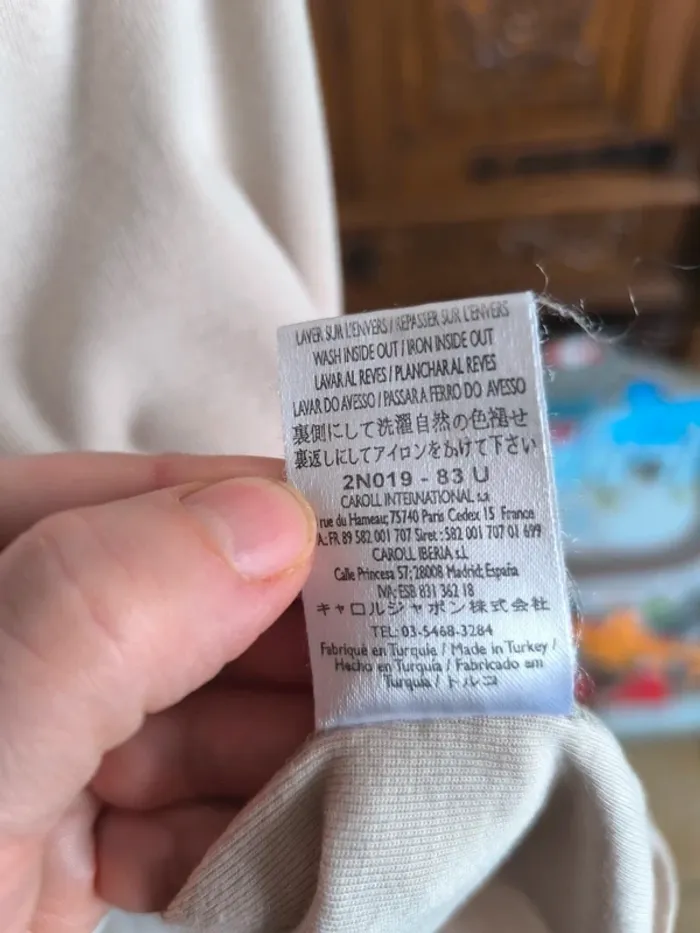 LAVER SUR L'ENVERS / REPASSER SUR L'ENVERS
WASH INSIDE OUT / IRON INSIDE OUT
LAVAR AL REVES / PLANCHAR AL REVES
LAVAR DO AVESSO / PASSAR A FERRO DO AVESSO
裏側にして洗濯自然の色褪せ
裏返しにしてアイロンをかけて下さい
2N019 - 83 U
CAROLL INTERNATIONAL s.a
rue du Hameau; 75740 Paris Cedex 15 France
FR 89 582 001 707 Siret : 582 001 707 01 699
CAROLL IBERIA s.l
Calle Princesa 57; 28008 Madrid; España
IVA: ESB 831 362 18
キャロルジャポン株式会社
TEL: 03-5468-3284
Fabriqué en Turquie / Made in Turkey /
Hecho en Turquía / Fabricado em
Turquia / トルコ